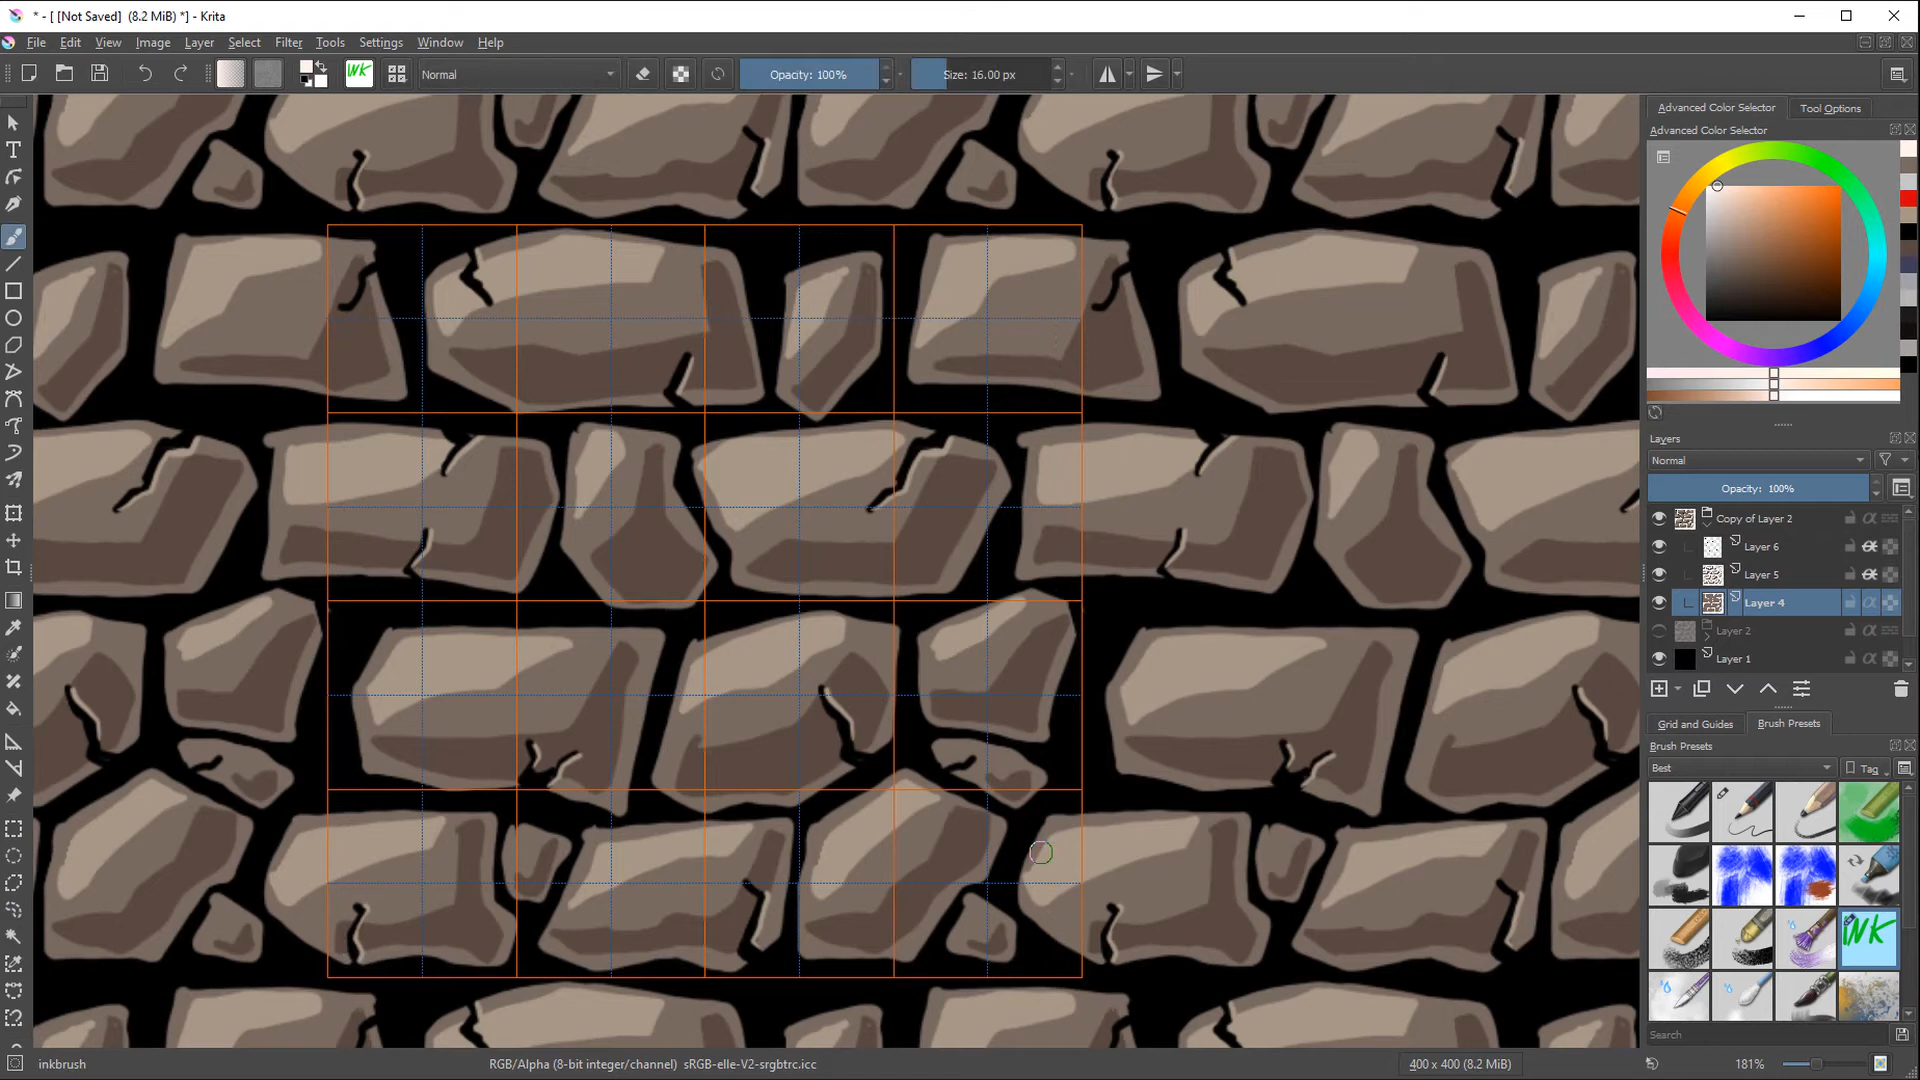 * - [ [Not Saved]  (8.2 MiB) *] - Krita
File Edit View Image Layer Select Filter Tools Settings Window Help
INK
Normal
Opacity: 100%
Size: 16.00 px
Advanced Color Selector
Tool Options
Advanced Color Selector
Layers
Normal
Opacity: 100%
Copy of Layer 2
Layer 6
Layer 5
Layer 4
Layer 2
Layer 1
Grid and Guides
Brush Presets
Brush Presets
Best
Tag
INK
Search
inkbrush
RGB/Alpha (8-bit integer/channel)  sRGB-elle-V2-srgbtrc.icc
400 x 400 (8.2 MiB)
181%